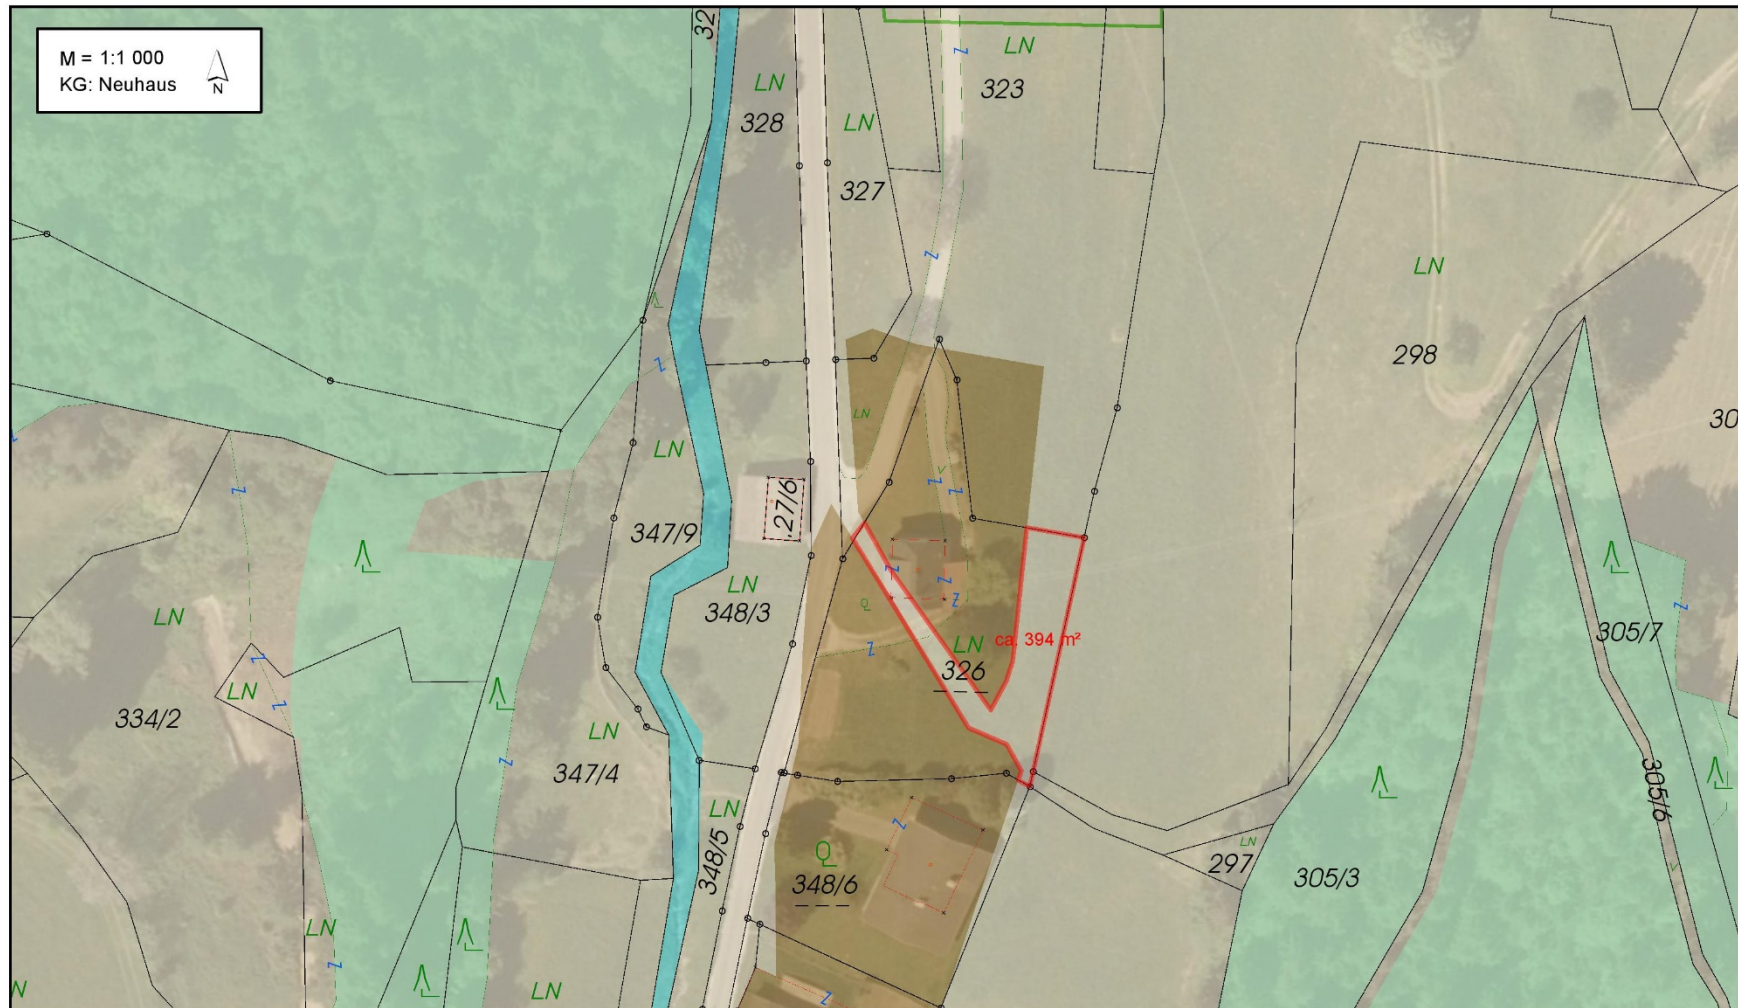 M = 1:1 000
KG: Neuhaus
N
32
LN
328
LN
327
LN
323
LN
298
30
LN
LN
347/9
.27/6
LN
348/3
LN
334/2
LN
LN
347/4
LN
326
ca. 394 m²
305/7
305/6
LN
348/5
348/6
LN
297
305/3
LN
LN
N